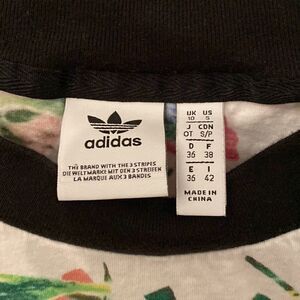 adidas
THE BRAND WITH THE 3 STRIPES
DIE WELTMARKE MIT DEN 3 STREIFEN
LA MARQUE AUX 3 BANDES
UK US
10 S
J CDN
OT S/P
D F
36 38
E I
36 42
MADE IN
CHINA